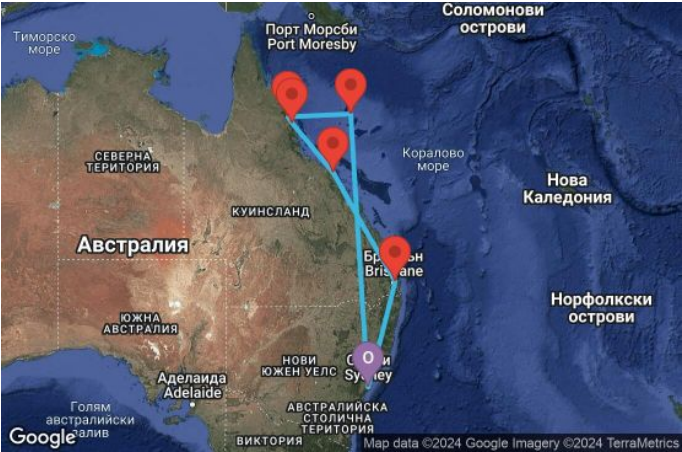 Соломонови
острови
Порт Морсби
Port Moresby
Тиморско
море
СЕВЕРНА
ТЕРИТОРИЯ
Коралово
море
Нова
Каледония
КУИНСЛАНД
Австралия
Brisbane
Норфолкски
острови
ЮЖНА
АВСТРАЛИЯ
НОВИ
ЮЖЕН УЕЛС
O
Sydney
Аделаида
Adelaide
АВСТРАЛИЙСКА
СТОЛИЧНА
ТЕРИТОРИЯ
Голям
австралийски
залив
ВИКТОРИЯ
Google
Map data ©2024 Google Imagery ©2024 TerraMetrics